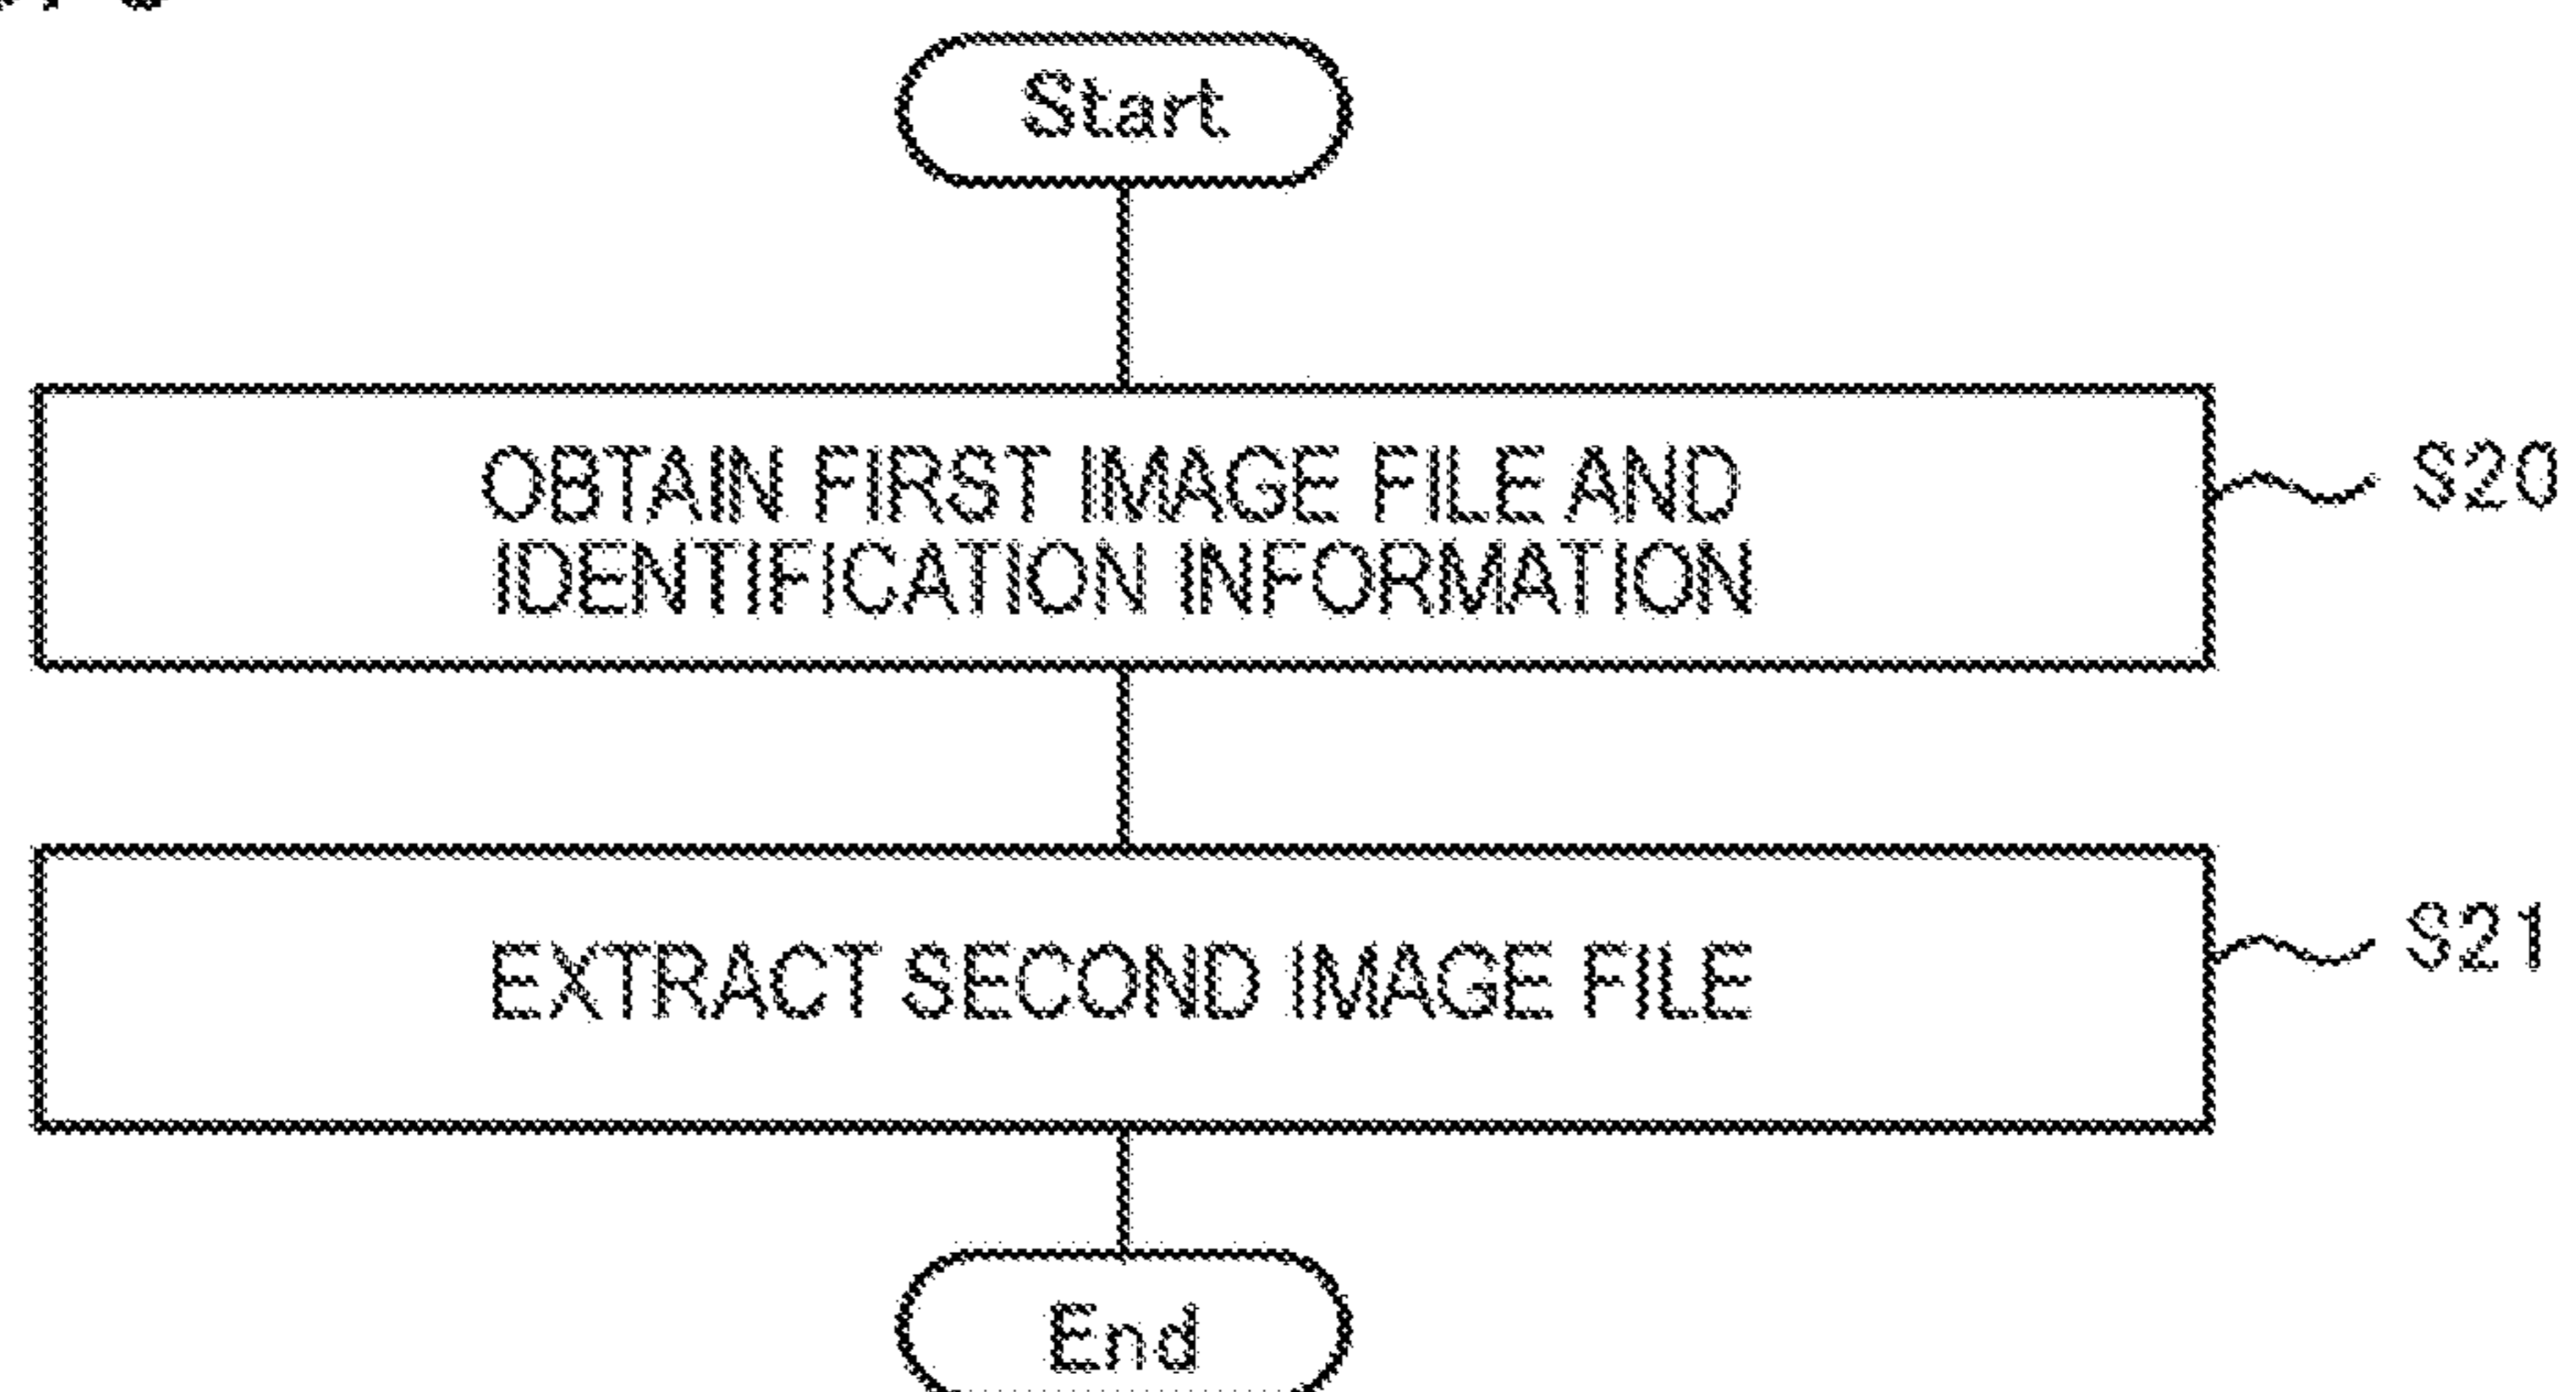 Start
OBTAIN FIRST IMAGE FILE AND
IDENTIFICATION INFORMATION
S20
EXTRACT SECOND IMAGE FILE
S21
End